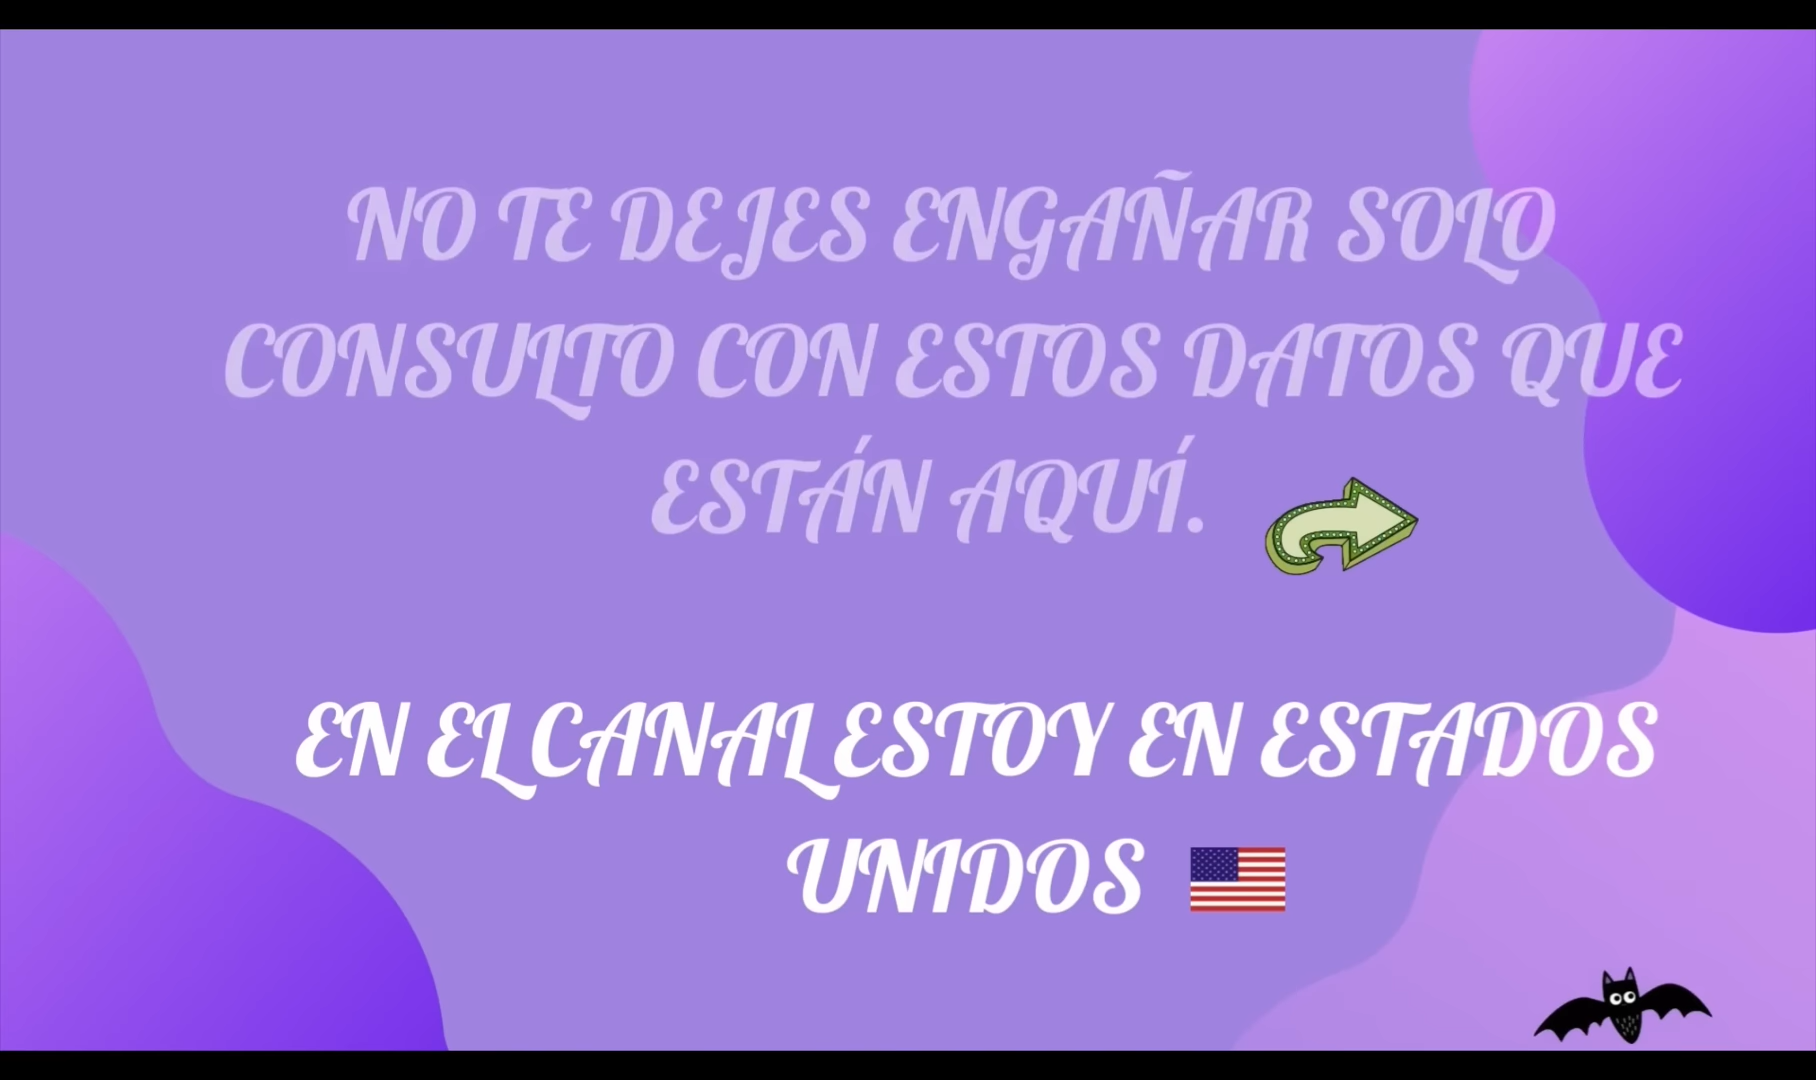 NO TE DEJES ENGAÑAR SOLO
CONSULTO CON ESTOS DATOS QUE
ESTÁN AQUÍ.
EN EL CANAL ESTOY EN ESTADOS
UNIDOS